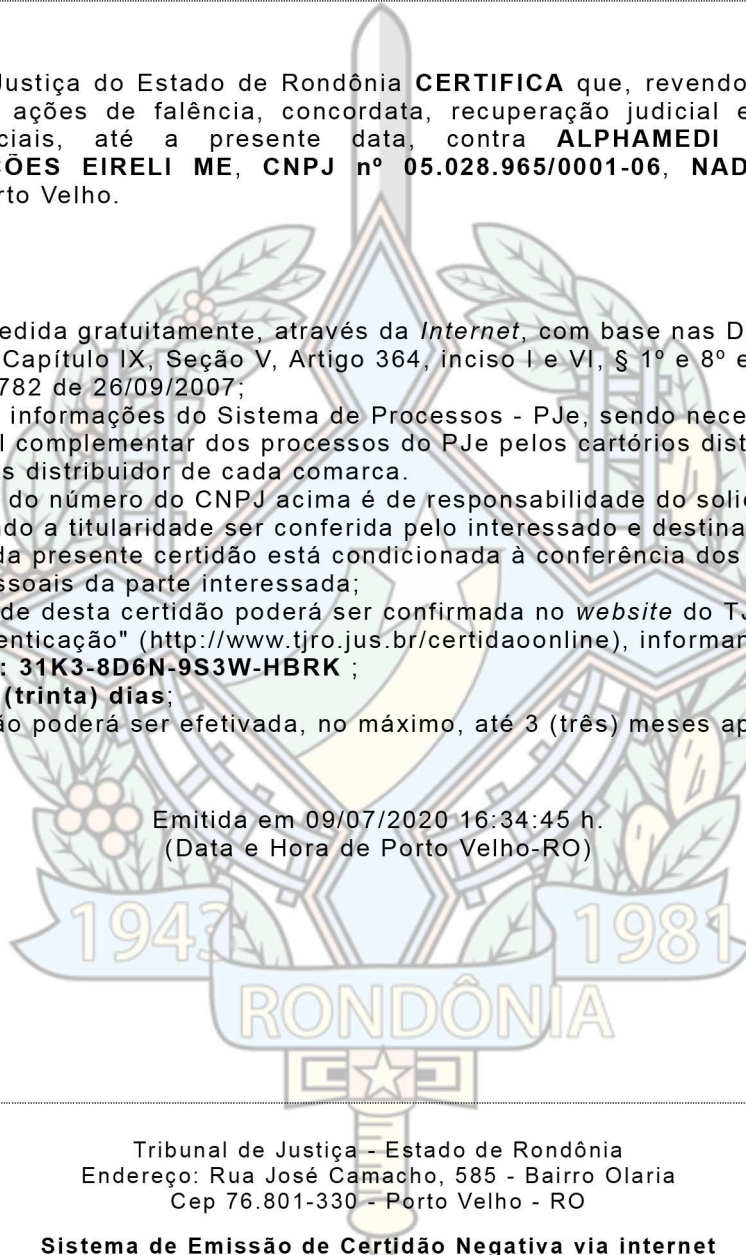 Justiça do Estado de Rondônia CERTIFICA que, revendo
ações de falência, concordata, recuperação judicial e
ciais, até a presente data, contra ALPHAMEDI
ÇÕES EIRELI ME, CNPJ nº 05.028.965/0001-06, NAD
rto Velho.
edida gratuitamente, através da Internet, com base nas D
Capítulo IX, Seção V, Artigo 364, inciso I e VI, § 1º e 8º e
782 de 26/09/2007;
informações do Sistema de Processos - PJe, sendo nece
l complementar dos processos do PJe pelos cartórios dist
s distribuidor de cada comarca.
do número do CNPJ acima é de responsabilidade do solic
ndo a titularidade ser conferida pelo interessado e destina
da presente certidão está condicionada à conferência dos
ssoais da parte interessada;
de desta certidão poderá ser confirmada no website do TJ
enticação" (http://www.tjro.jus.br/certidaoonline), informan
: 31K3-8D6N-9S3W-HBRK ;
(trinta) dias;
ão poderá ser efetivada, no máximo, até 3 (três) meses ap
Emitida em 09/07/2020 16:34:45 h.
(Data e Hora de Porto Velho-RO)
1943 1981
RONDÔNIA
Tribunal de Justiça - Estado de Rondônia
Endereço: Rua José Camacho, 585 - Bairro Olaria
Cep 76.801-330 - Porto Velho - RO
Sistema de Emissão de Certidão Negativa via internet